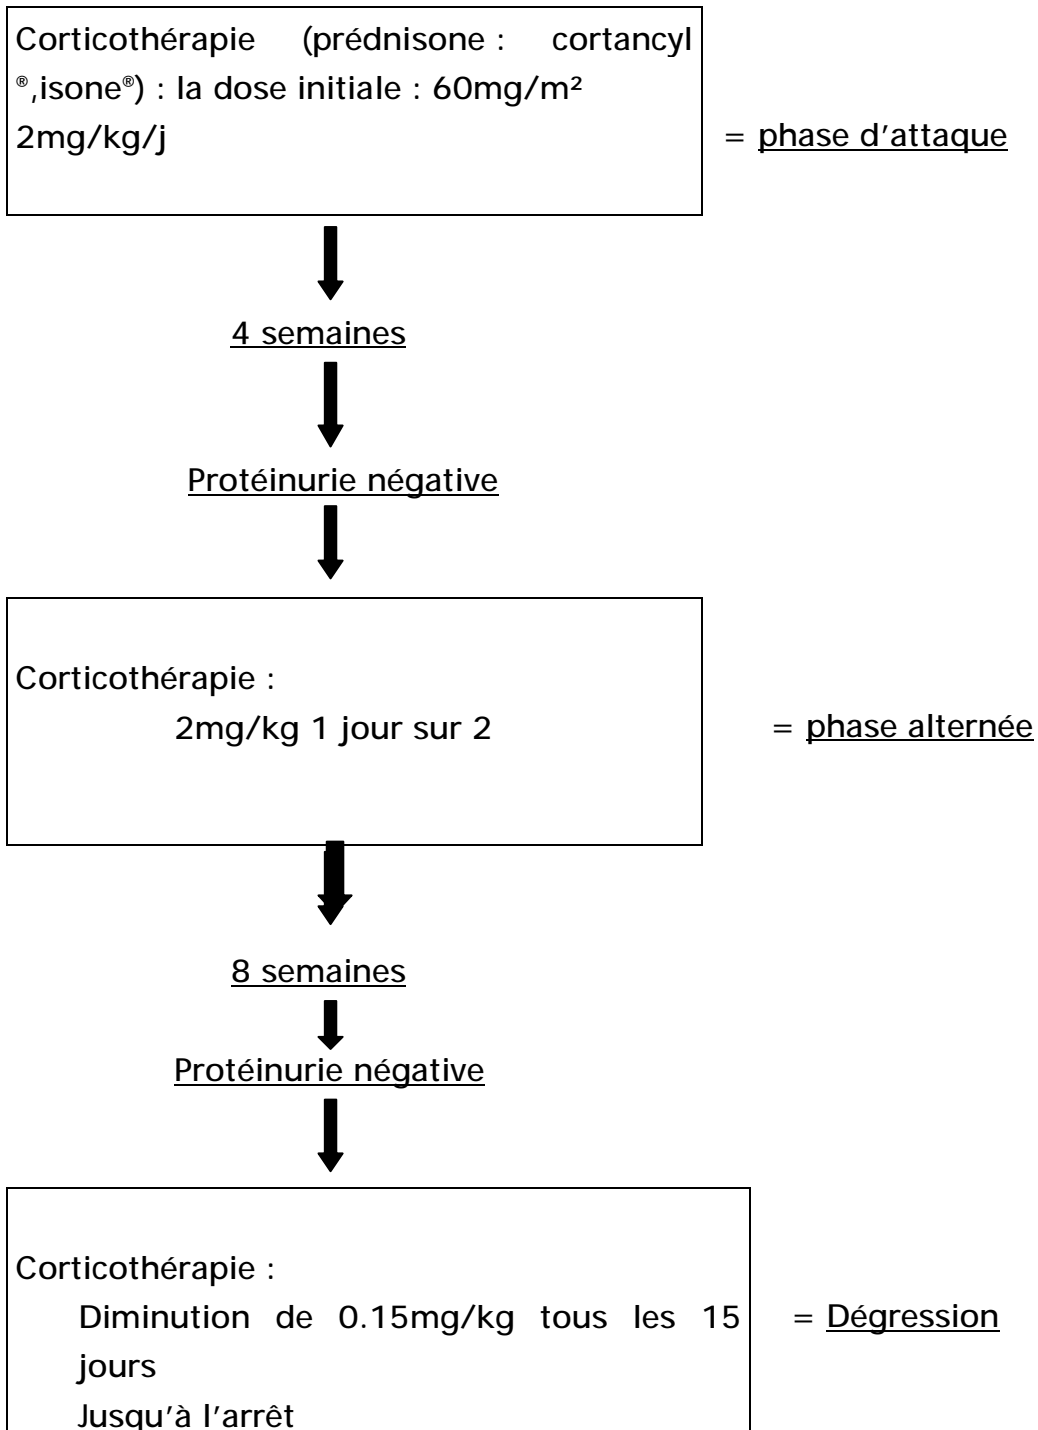 Corticothérapie (prédnisone : cortancyl
®,isone®) : la dose initiale : 60mg/m²
2mg/kg/j
= phase d'attaque
4 semaines
Protéinurie négative
Corticothérapie :
2mg/kg 1 jour sur 2
= phase alternée
8 semaines
Protéinurie négative
Corticothérapie :
Diminution de 0.15mg/kg tous les 15
jours
Jusqu'à l'arrêt
= Dégression